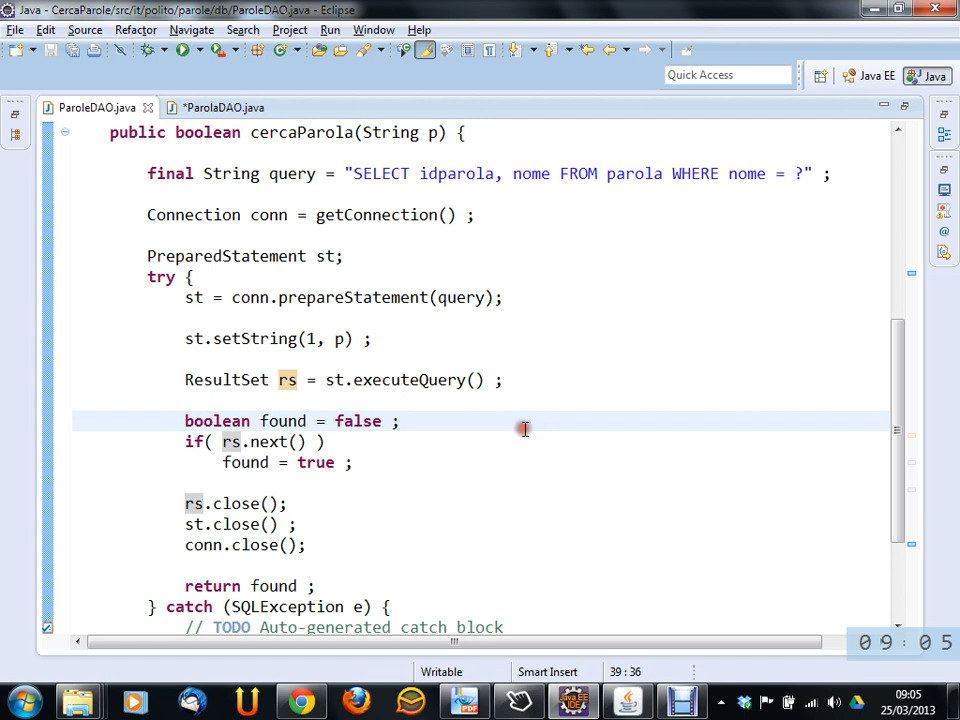 Java - CercaParole/src/it/polito/parole/db/ParoleDAO.java - Eclipse
File Edit Source Refactor Navigate Search Project Run Window Help
Quick Access
Java EE
Java
ParoleDAO.java
*ParolaDAO.java
public boolean cercaParola(String p) {
final String query = "SELECT idparola, nome FROM parola WHERE nome = ?" ;
Connection conn = getConnection() ;
PreparedStatement st;
try {
st = conn.prepareStatement(query);
st.setString(1, p) ;
ResultSet rs = st.executeQuery() ;
boolean found = false ;
if( rs.next() )
found = true ;
rs.close();
st.close() ;
conn.close();
return found ;
} catch (SQLException e) {
// TODO Auto-generated catch block
09:05
Writable
Smart Insert
39 : 36
09:05
25/03/2013